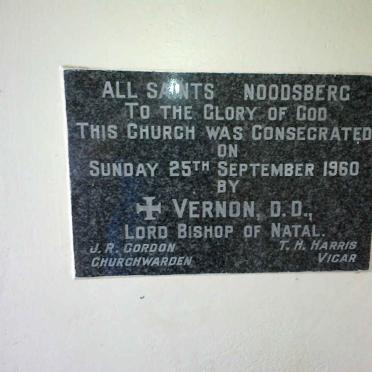 ALL SAINTS NOODSBERG
TO THE GLORY OF GOD
THIS CHURCH WAS CONSECRATED
ON
SUNDAY 25TH SEPTEMBER 1960
BY
✠ VERNON, D.D.,
LORD BISHOP OF NATAL.
J. R. GORDON T. H. HARRIS
CHURCHWARDEN VICAR